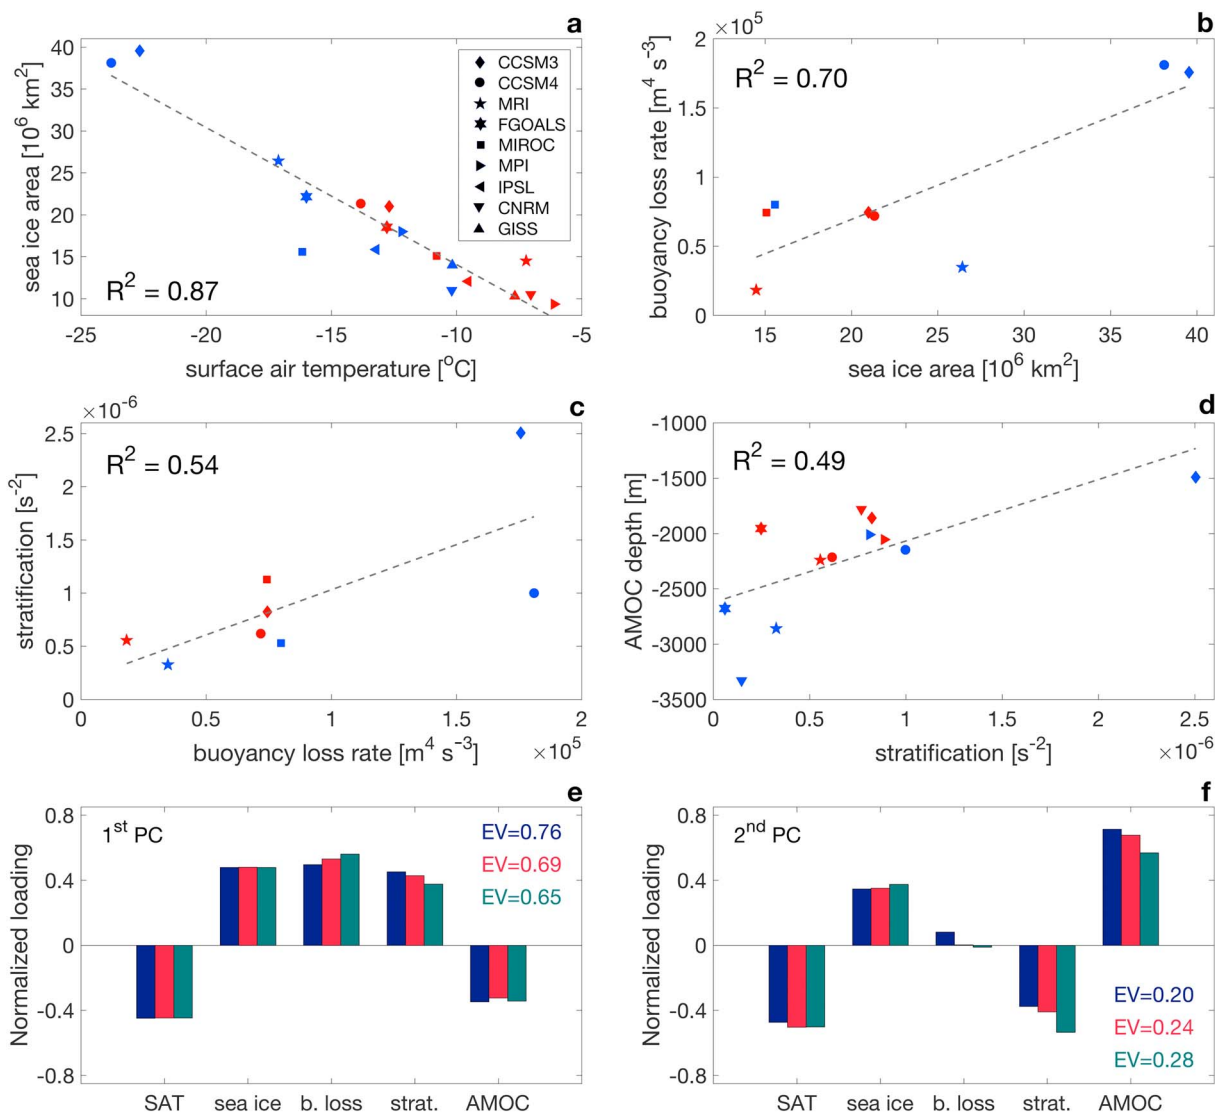 a
40
35
30
25
20
15
10
sea ice area [10^6 km^2]
CCSM3
CCSM4
MRI
FGOALS
MIROC
MPI
IPSL
CNRM
GISS
R^2 = 0.87
-25 -20 -15 -10 -5
surface air temperature [°C]
b
×10^5
2
1.5
1
0.5
0
buoyancy loss rate [m^4 s^-3]
R^2 = 0.70
15 20 25 30 35 40
sea ice area [10^6 km^2]
c
×10^-6
2.5
2
1.5
1
0.5
0
stratification [s^-2]
R^2 = 0.54
0 0.5 1 1.5 2
buoyancy loss rate [m^4 s^-3] ×10^5
d
-1000
-1500
-2000
-2500
-3000
-3500
AMOC depth [m]
R^2 = 0.49
0 0.5 1 1.5 2 2.5
stratification [s^-2] ×10^-6
e
0.8
0.4
0
-0.4
-0.8
Normalized loading
1^st PC
EV=0.76
EV=0.69
EV=0.65
SAT sea ice b. loss strat. AMOC
f
0.8
0.4
0
-0.4
-0.8
Normalized loading
2^nd PC
EV=0.20
EV=0.24
EV=0.28
SAT sea ice b. loss strat. AMOC